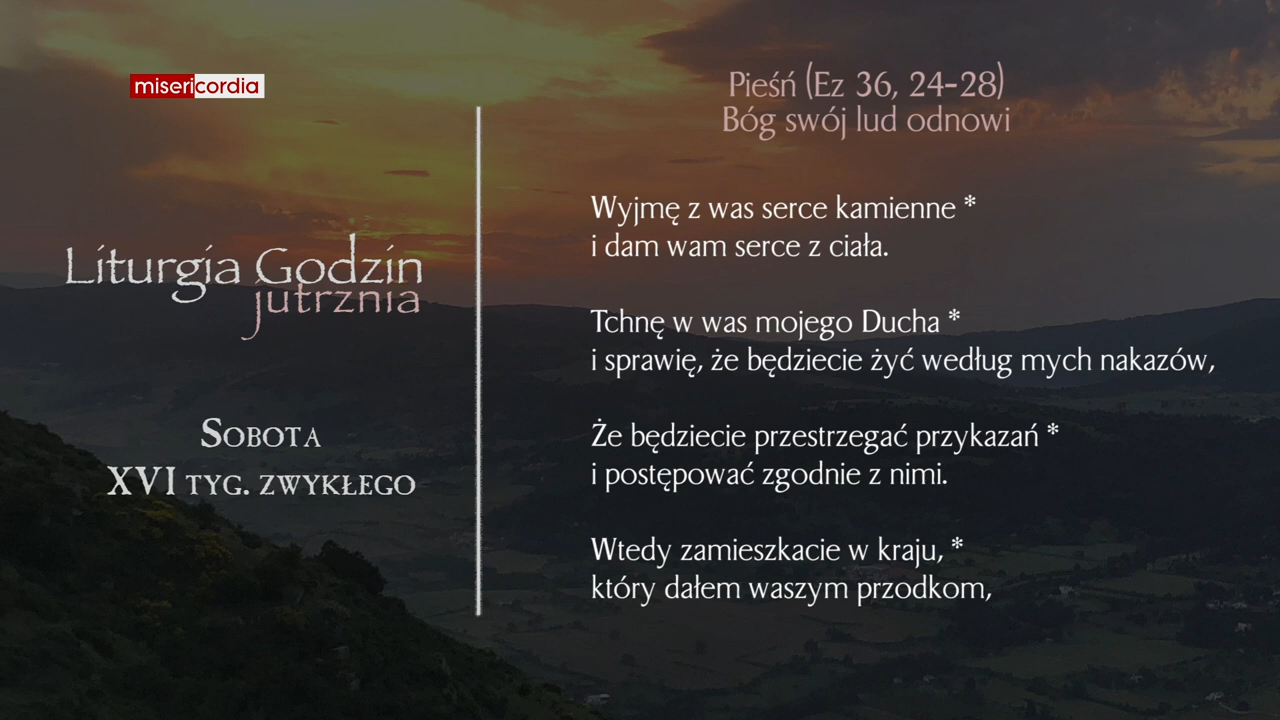 misericordia
Liturgia Godzin
jutrznia
Sobota
XVI tyg. zwykłego
Pieśń (Ez 36, 24-28)
Bóg swój lud odnowi
Wyjmę z was serce kamienne *
i dam wam serce z ciała.
Tchnę w was mojego Ducha *
i sprawię, że będziecie żyć według mych nakazów,
Że będziecie przestrzegać przykazań *
i postępować zgodnie z nimi.
Wtedy zamieszkacie w kraju, *
który dałem waszym przodkom,